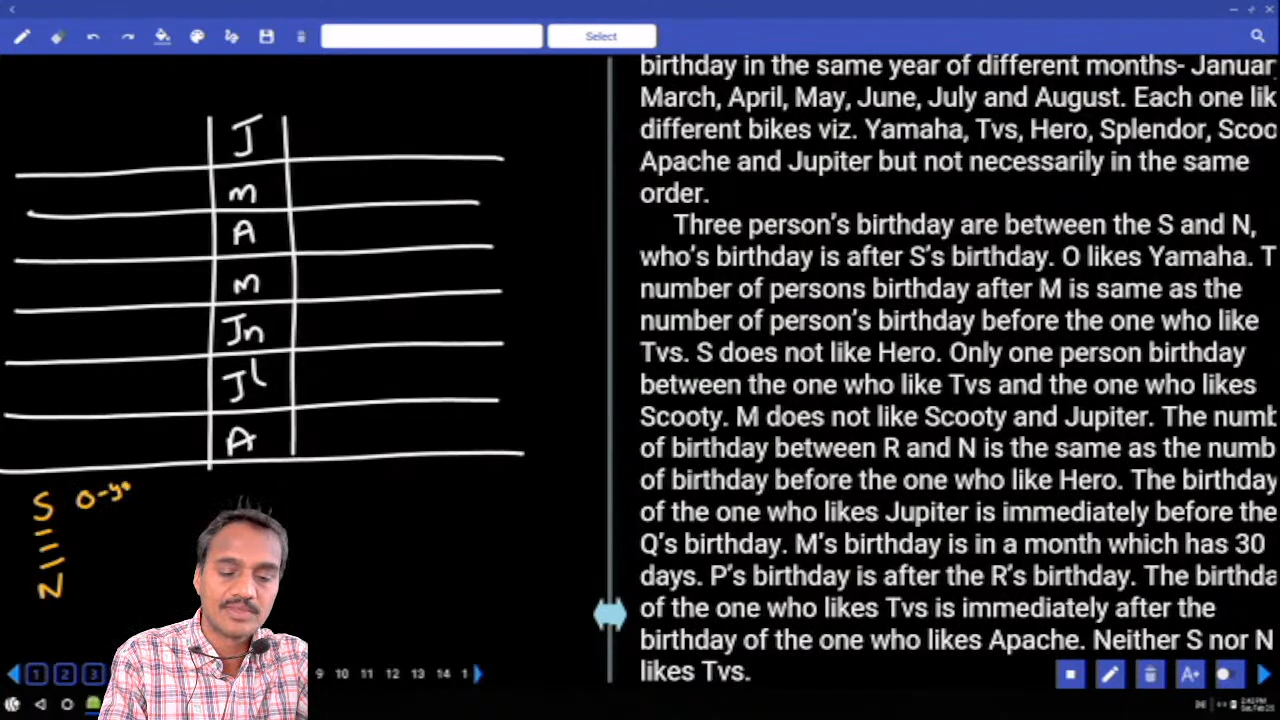 Select
J
m
A
m
Jn
Jl
A
S O-y
N
birthday in the same year of different months- Januar
March, April, May, June, July and August. Each one lik
different bikes viz. Yamaha, Tvs, Hero, Splendor, Scoo
Apache and Jupiter but not necessarily in the same
order.
Three person's birthday are between the S and N,
who's birthday is after S's birthday. O likes Yamaha. T
number of persons birthday after M is same as the
number of person's birthday before the one who like
Tvs. S does not like Hero. Only one person birthday
between the one who like Tvs and the one who likes
Scooty. M does not like Scooty and Jupiter. The numb
of birthday between R and N is the same as the numb
of birthday before the one who like Hero. The birthday
of the one who likes Jupiter is immediately before the
Q's birthday. M's birthday is in a month which has 30
days. P's birthday is after the R's birthday. The birthda
of the one who likes Tvs is immediately after the
birthday of the one who likes Apache. Neither S nor N
likes Tvs.
1 2 3 9 10 11 12 13 14 1
A+